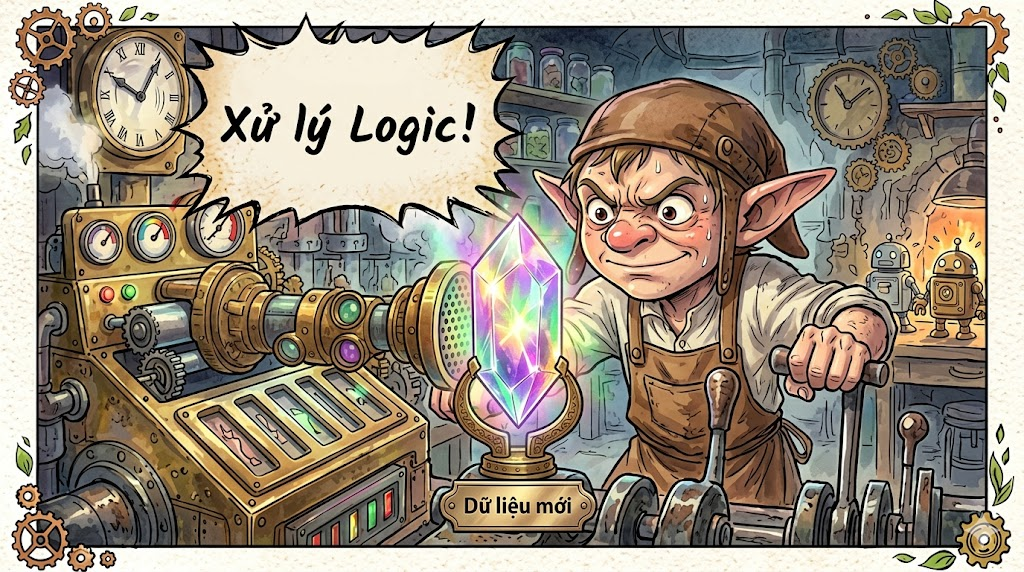 Xử lý Logic!
Dữ liệu mới